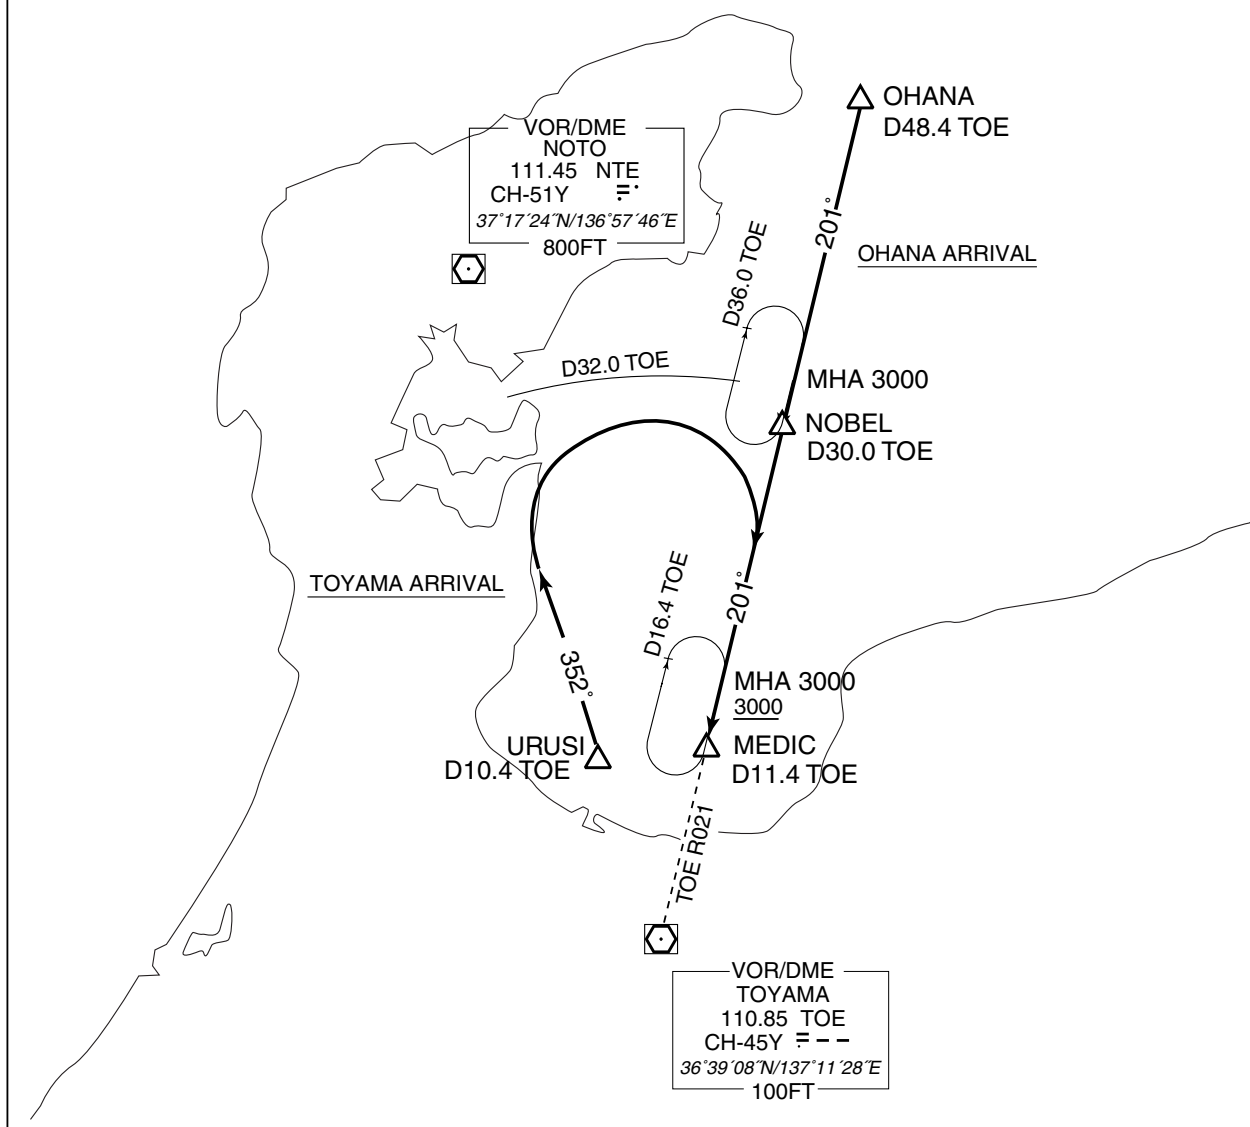 OHANA
D48.4 TOE
VOR/DME
NOTO
111.45 NTE
CH-51Y
37°17´24˝N/136°57´46˝E
800FT
201°
OHANA ARRIVAL
D36.0 TOE
D32.0 TOE
MHA 3000
NOBEL
D30.0 TOE
TOYAMA ARRIVAL
D16.4 TOE
201°
352°
MHA 3000
3000
URUSI
D10.4 TOE
MEDIC
D11.4 TOE
TOE R021
VOR/DME
TOYAMA
110.85 TOE
CH-45Y
36°39´08˝N/137°11´28˝E
100FT